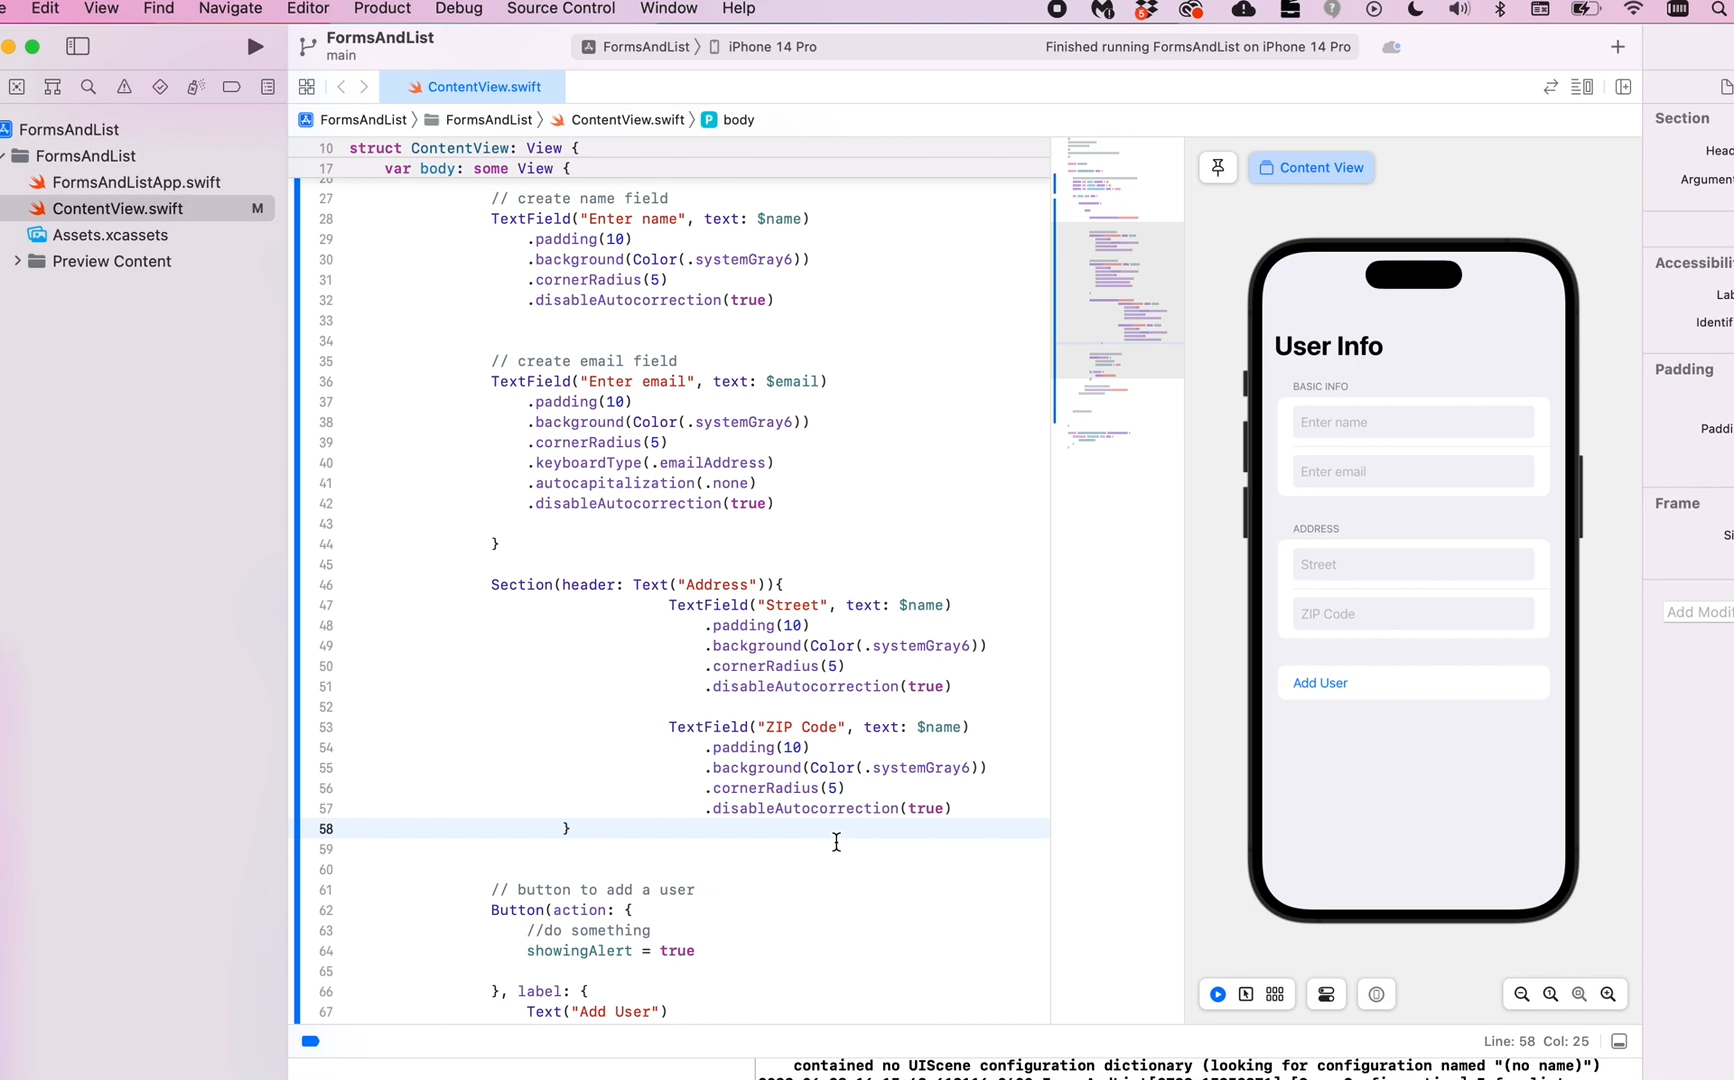 Edit View Find Navigate Editor Product Debug Source Control Window Help
FormsAndList
main
FormsAndList iPhone 14 Pro
Finished running FormsAndList on iPhone 14 Pro
ContentView.swift
FormsAndList FormsAndList ContentView.swift P body
FormsAndList
FormsAndList
FormsAndListApp.swift
ContentView.swift M
Assets.xcassets
Preview Content
10 struct ContentView: View {
17 var body: some View {
27 // create name field
28 TextField("Enter name", text: $name)
29 .padding(10)
30 .background(Color(.systemGray6))
31 .cornerRadius(5)
32 .disableAutocorrection(true)
33
34
35 // create email field
36 TextField("Enter email", text: $email)
37 .padding(10)
38 .background(Color(.systemGray6))
39 .cornerRadius(5)
40 .keyboardType(.emailAddress)
41 .autocapitalization(.none)
42 .disableAutocorrection(true)
43
44 }
45
46 Section(header: Text("Address")){
47 TextField("Street", text: $name)
48 .padding(10)
49 .background(Color(.systemGray6))
50 .cornerRadius(5)
51 .disableAutocorrection(true)
52
53 TextField("ZIP Code", text: $name)
54 .padding(10)
55 .background(Color(.systemGray6))
56 .cornerRadius(5)
57 .disableAutocorrection(true)
58 }
59
60
61 // button to add a user
62 Button(action: {
63 //do something
64 showingAlert = true
65
66 }, label: {
67 Text("Add User")
Content View
User Info
BASIC INFO
Enter name
Enter email
ADDRESS
Street
ZIP Code
Add User
Section
Head
Argumen
Accessibili
Lab
Identif
Padding
Paddi
Frame
Si
Add Modi
Line: 58 Col: 25
contained no UIScene configuration dictionary (looking for configuration named "(no name)")